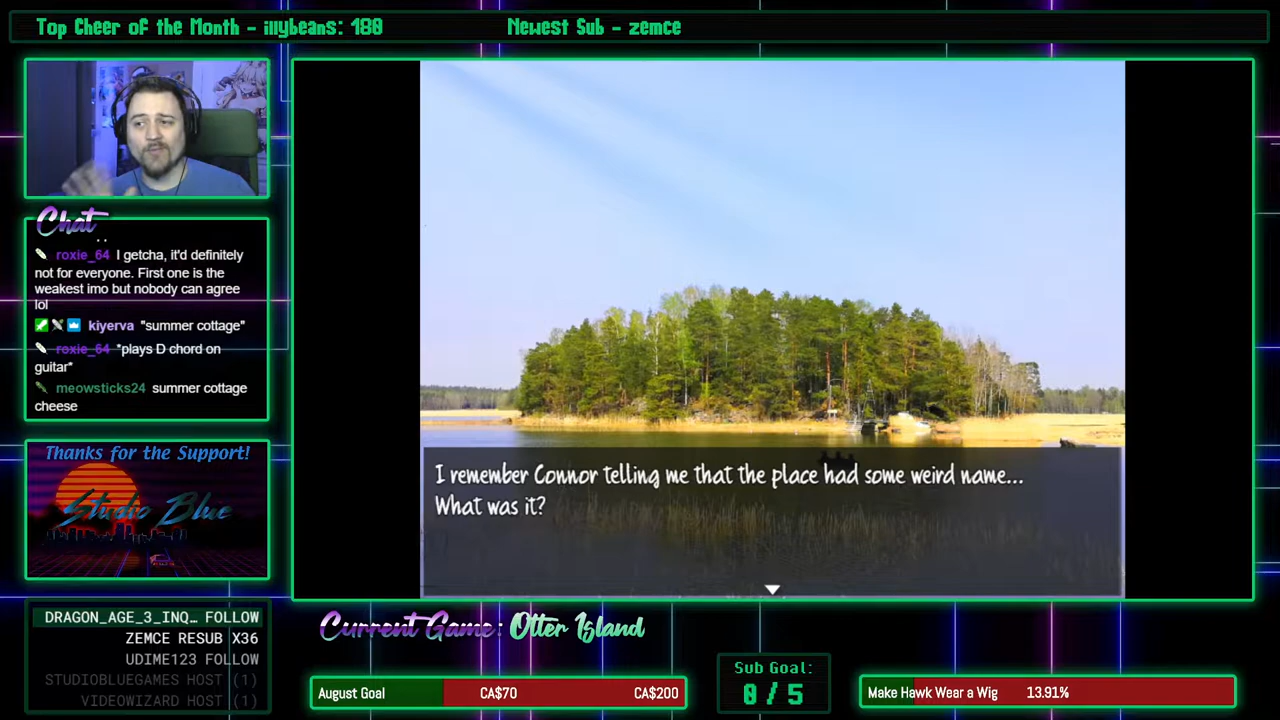 Top Cheer of the Month - illybeans: 180
Newest Sub - zemce
Chat
roxie_64 I getcha, it'd definitely
not for everyone. First one is the
weakest imo but nobody can agree
lol
kiyerva "summer cottage"
roxie_64 *plays D chord on
guitar*
meowsticks24 summer cottage
cheese
Thanks for the Support!
Studio Blue
DRAGON_AGE_3_INQ… FOLLOW
ZEMCE RESUB X36
UDIME123 FOLLOW
STUDIOBLUEGAMES HOST (1)
VIDEOWIZARD HOST (1)
I remember Connor telling me that the place had some weird name...
What was it?
Current Game: Otter Island
August Goal CA$70 CA$200
Sub Goal:
0 / 5
Make Hawk Wear a Wig 13.91%